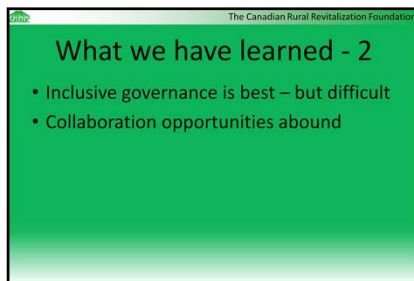 The Canadian Rural Revitalization Foundation
What we have learned - 2
• Inclusive governance is best – but difficult
• Collaboration opportunities abound